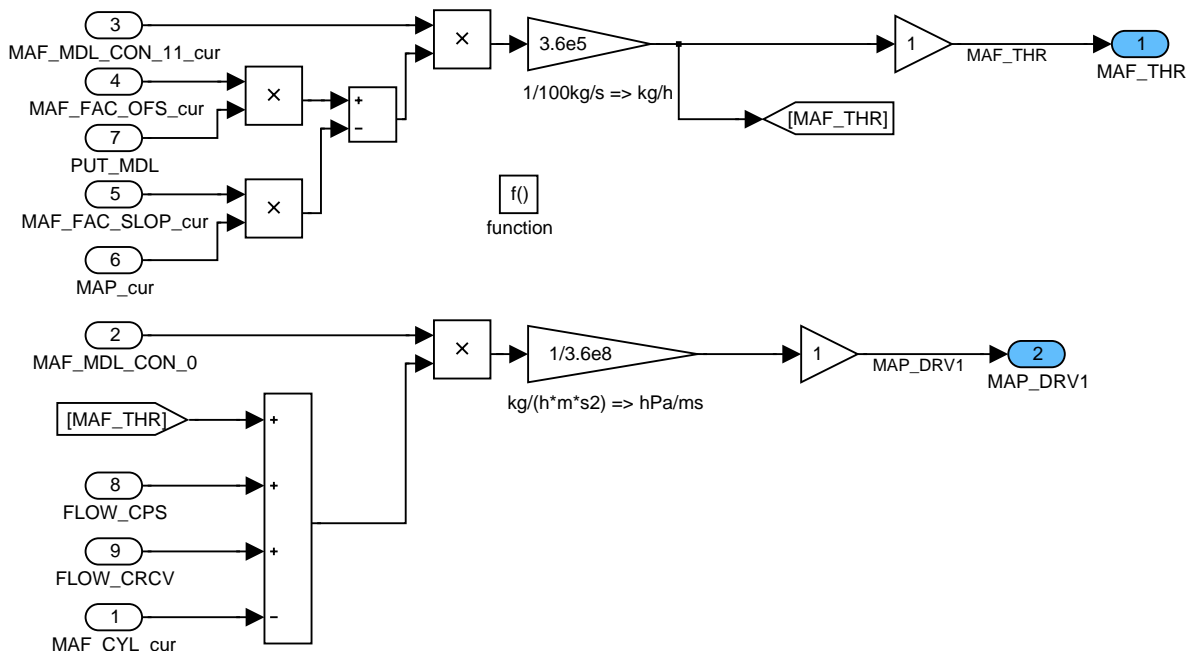 3
MAF_MDL_CON_11_cur
4
MAF_FAC_OFS_cur
7
PUT_MDL
5
MAF_FAC_SLOP_cur
6
MAP_cur
×
×
+
−
×
3.6e5
1/100kg/s => kg/h
1
MAF_THR
1
MAF_THR
[MAF_THR]
f()
function
2
MAF_MDL_CON_0
×
1/3.6e8
kg/(h*m*s2) => hPa/ms
1
MAP_DRV1
2
MAP_DRV1
[MAF_THR]
+
8
FLOW_CPS
+
9
FLOW_CRCV
+
1
MAF_CYL_cur
−